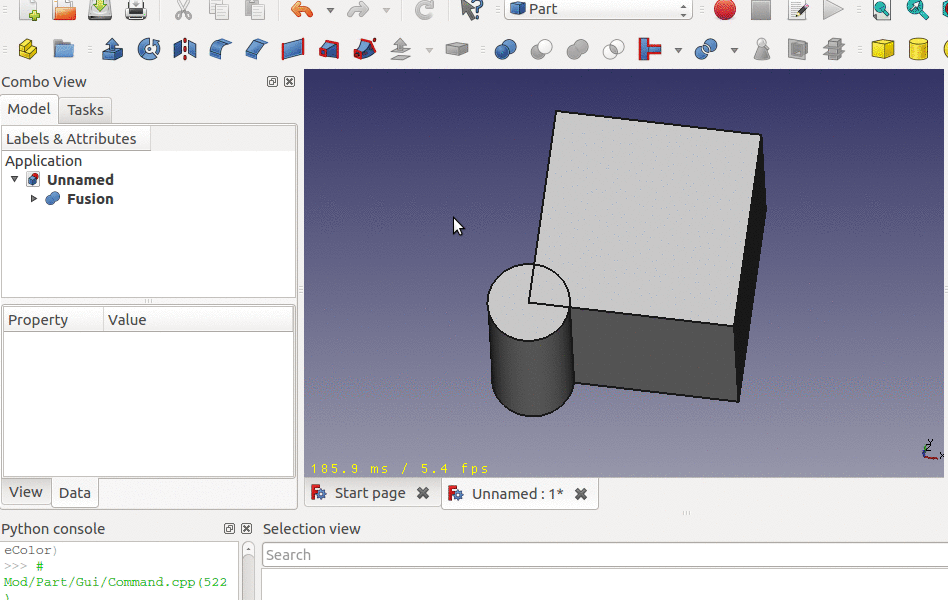 Part
Combo View
Model Tasks
Labels & Attributes
Application
Unnamed
Fusion
Property Value
185.9 ms / 5.4 fps
y
x
View Data
Start page Unnamed : 1*
Python console
eColor)
>>> #
Mod/Part/Gui/Command.cpp(522
)
Selection view
Search